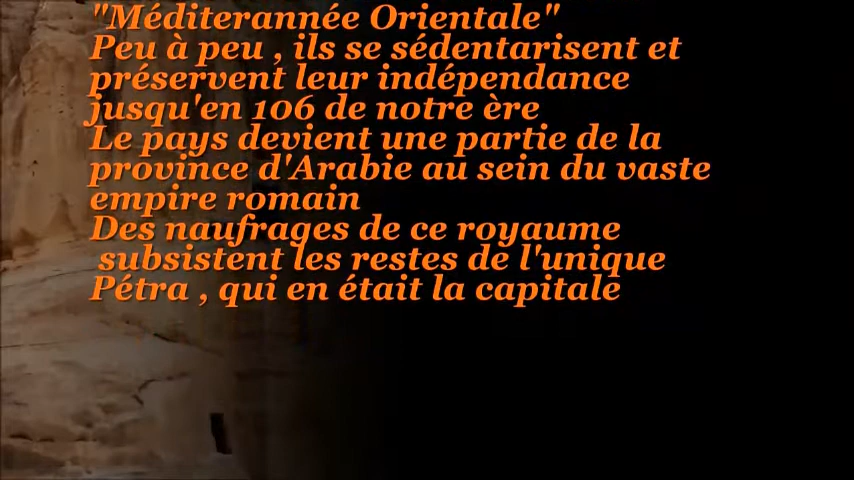 "Méditerannée Orientale"
Peu à peu , ils se sédentarisent et
préservent leur indépendance
jusqu'en 106 de notre ère
Le pays devient une partie de la
province d'Arabie au sein du vaste
empire romain
Des naufrages de ce royaume
subsistent les restes de l'unique
Pétra , qui en était la capitale